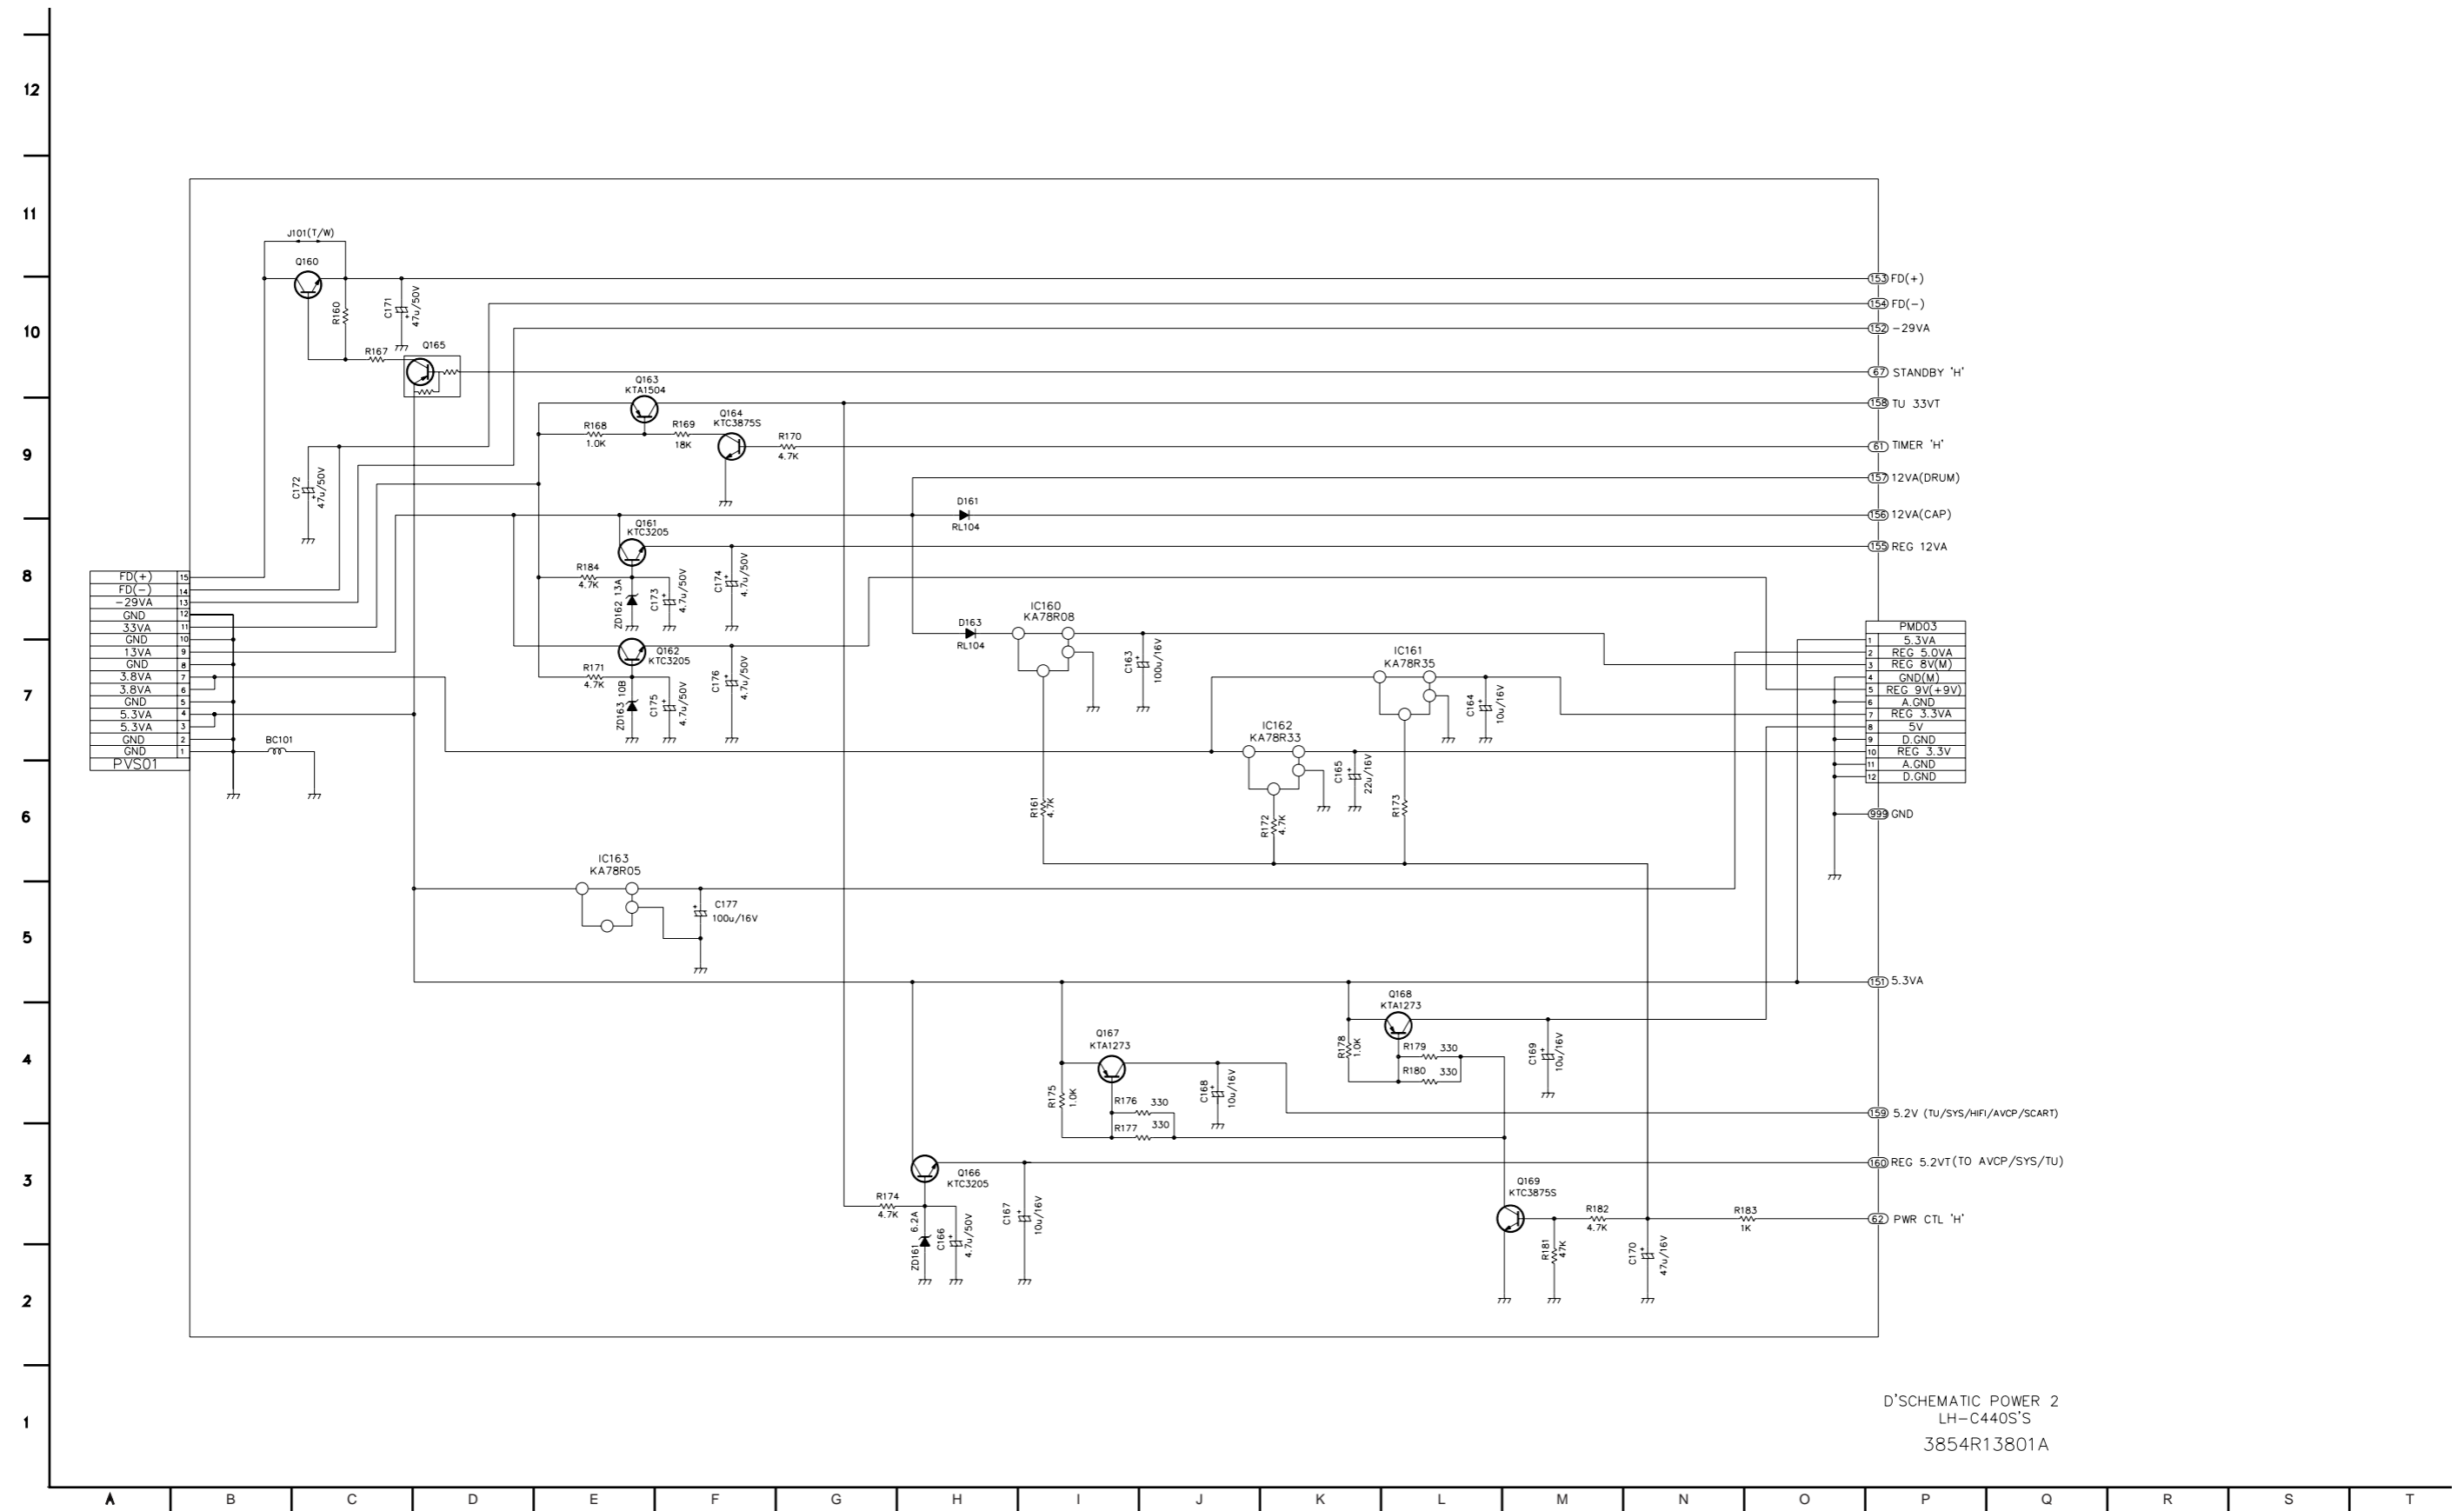 12
11
10
9
8
7
6
5
4
3
2
1
J101(T/W)
Q160
R160
C171
47u/50V
R167
Q165
153 FD(+)
154 FD(-)
152 -29VA
67 STANDBY 'H'
Q163
KTA1504
158 TU 33VT
R168
1.0K
R169
18K
Q164
KTC3875S
R170
4.7K
61 TIMER 'H'
C172
47u/50V
157 12VA(DRUM)
D161
RL104
156 12VA(CAP)
Q161
KTC3205
155 REG 12VA
R184
4.7K
ZD162 13A
C173
4.7u/50V
C174
4.7u/50V
FD(+) 15
FD(-) 14
-29VA 13
GND 12
33VA 11
GND 10
13VA 9
GND 8
3.8VA 7
3.8VA 6
GND 5
5.3VA 4
5.3VA 3
GND 2
GND 1
PVS01
BC101
Q162
KTC3205
R171
4.7K
ZD163 10B
C175
4.7u/50V
C176
4.7u/50V
D163
RL104
IC160
KA78R08
C163
100u/16V
IC161
KA78R35
C164
10u/16V
IC162
KA78R33
C165
22u/16V
R161
4.7K
R172
4.7K
R173
PMD03
1 5.3VA
2 REG 5.0VA
3 REG 8V(M)
4 GND(M)
5 REG 9V(+9V)
6 A.GND
7 REG 3.3VA
8 5V
9 D.GND
10 REG 3.3V
11 A.GND
12 D.GND
999 GND
IC163
KA78R05
C177
100u/16V
151 5.3VA
Q168
KTA1273
R178
1.0K
R179 330
R180 330
C169
10u/16V
Q167
KTA1273
R175
1.0K
R176 330
R177 330
C168
10u/16V
159 5.2V (TU/SYS/HIFI/AVCP/SCART)
Q166
KTC3205
160 REG 5.2VT(TO AVCP/SYS/TU)
R174
4.7K
ZD161 6.2A
C166
4.7u/50V
C167
10u/16V
Q169
KTC3875S
R181
47K
R182
4.7K
C170
47u/16V
R183
1K
62 PWR CTL 'H'
D'SCHEMATIC POWER 2
LH-C440S'S
3854R13801A
A B C D E F G H I J K L M N O P Q R S T